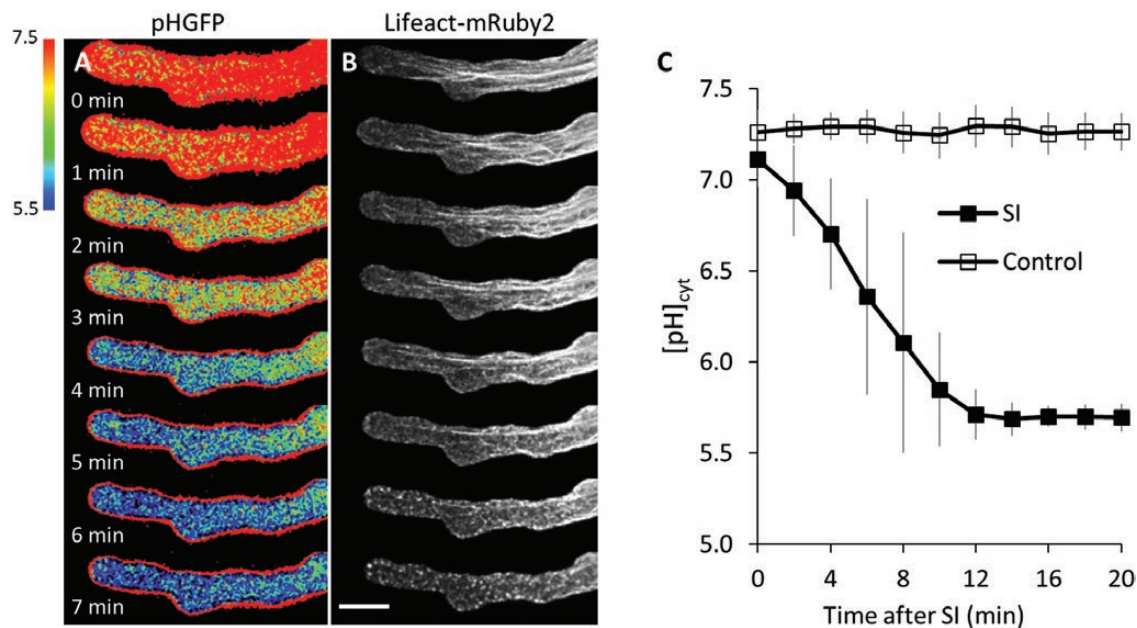 pHGFP
Lifeact-mRuby2
7.5
5.5
A
0 min
1 min
2 min
3 min
4 min
5 min
6 min
7 min
B
C
7.5
7.0
6.5
6.0
5.5
5.0
[pH]cyt
SI
Control
0 4 8 12 16 20
Time after SI (min)